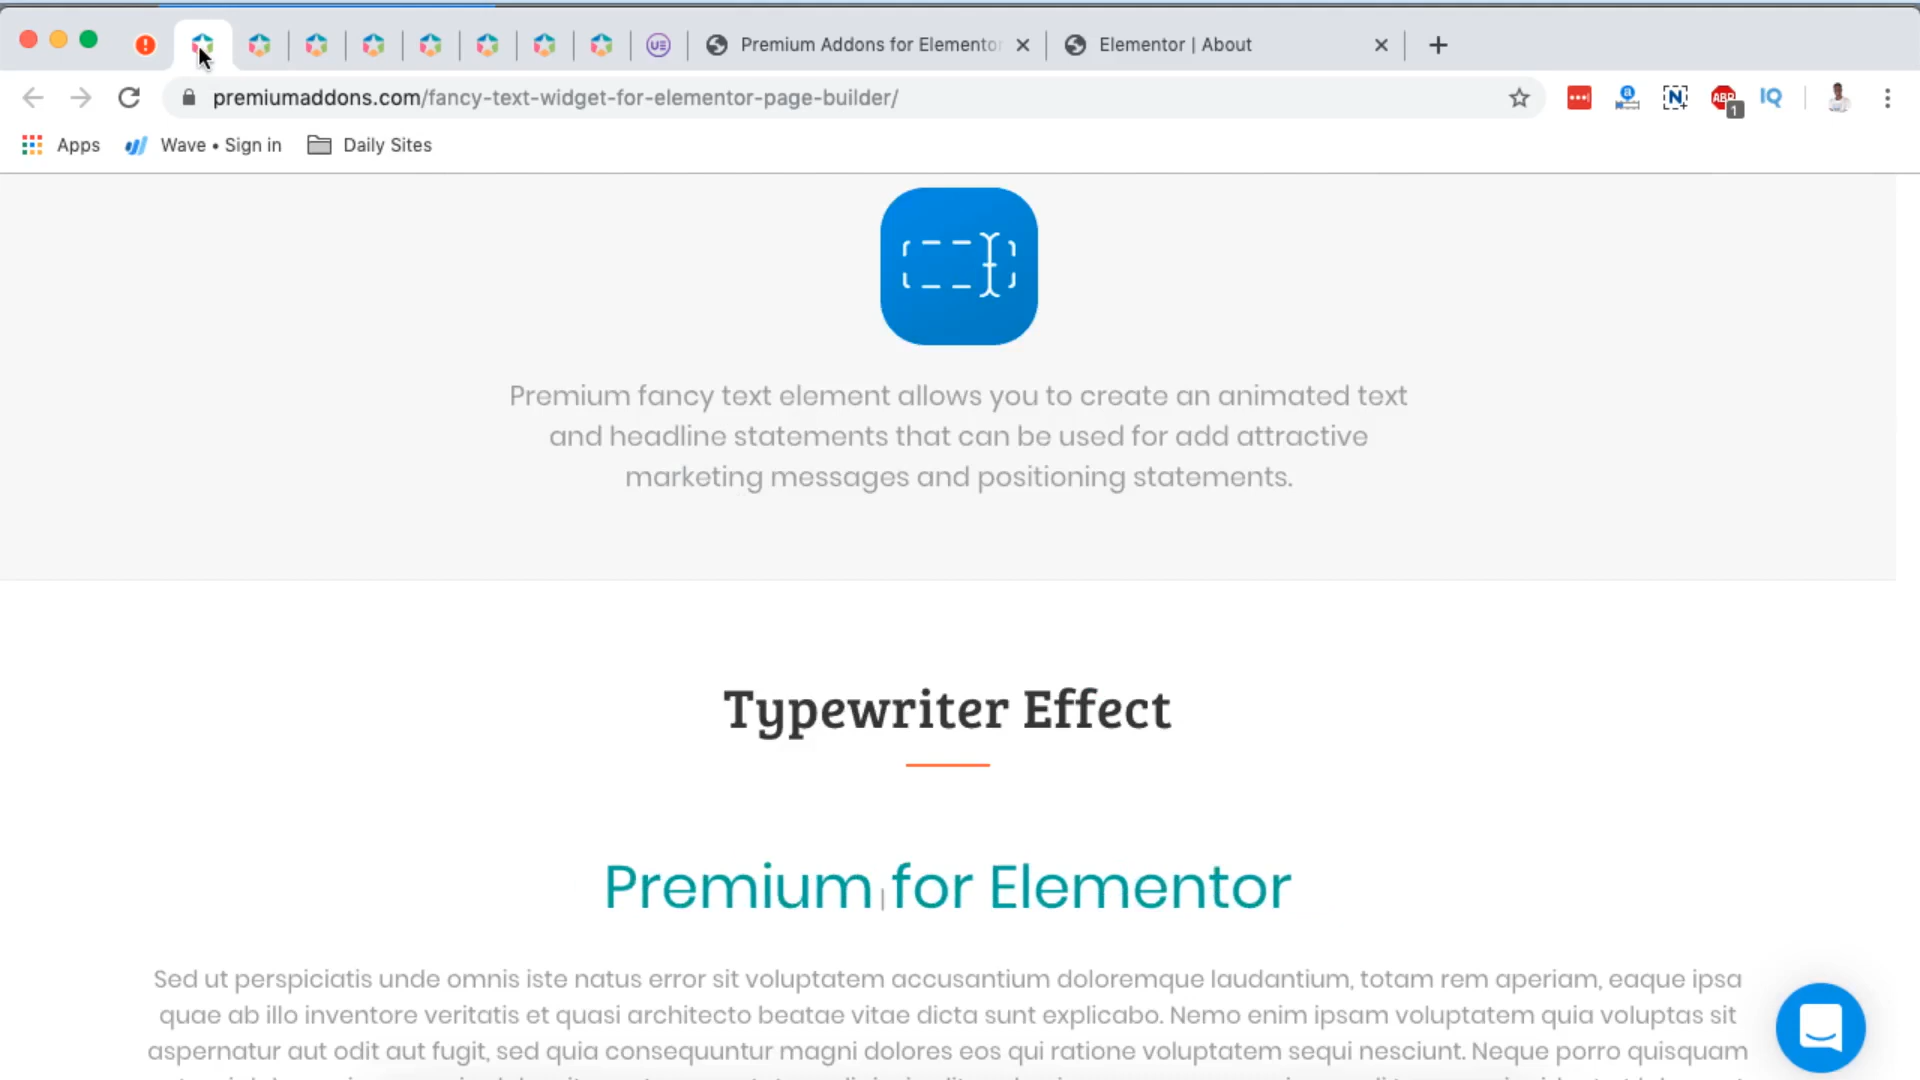 UE
Premium Addons for Elementor
Elementor | About
premiumaddons.com/fancy-text-widget-for-elementor-page-builder/
N
ABP
1
IQ
Apps
Wave • Sign in
Daily Sites
Premium fancy text element allows you to create an animated text
and headline statements that can be used for add attractive
marketing messages and positioning statements.
Typewriter Effect
Premium for Elementor
Sed ut perspiciatis unde omnis iste natus error sit voluptatem accusantium doloremque laudantium, totam rem aperiam, eaque ipsa
quae ab illo inventore veritatis et quasi architecto beatae vitae dicta sunt explicabo. Nemo enim ipsam voluptatem quia voluptas sit
aspernatur aut odit aut fugit, sed quia consequuntur magni dolores eos qui ratione voluptatem sequi nesciunt. Neque porro quisquam